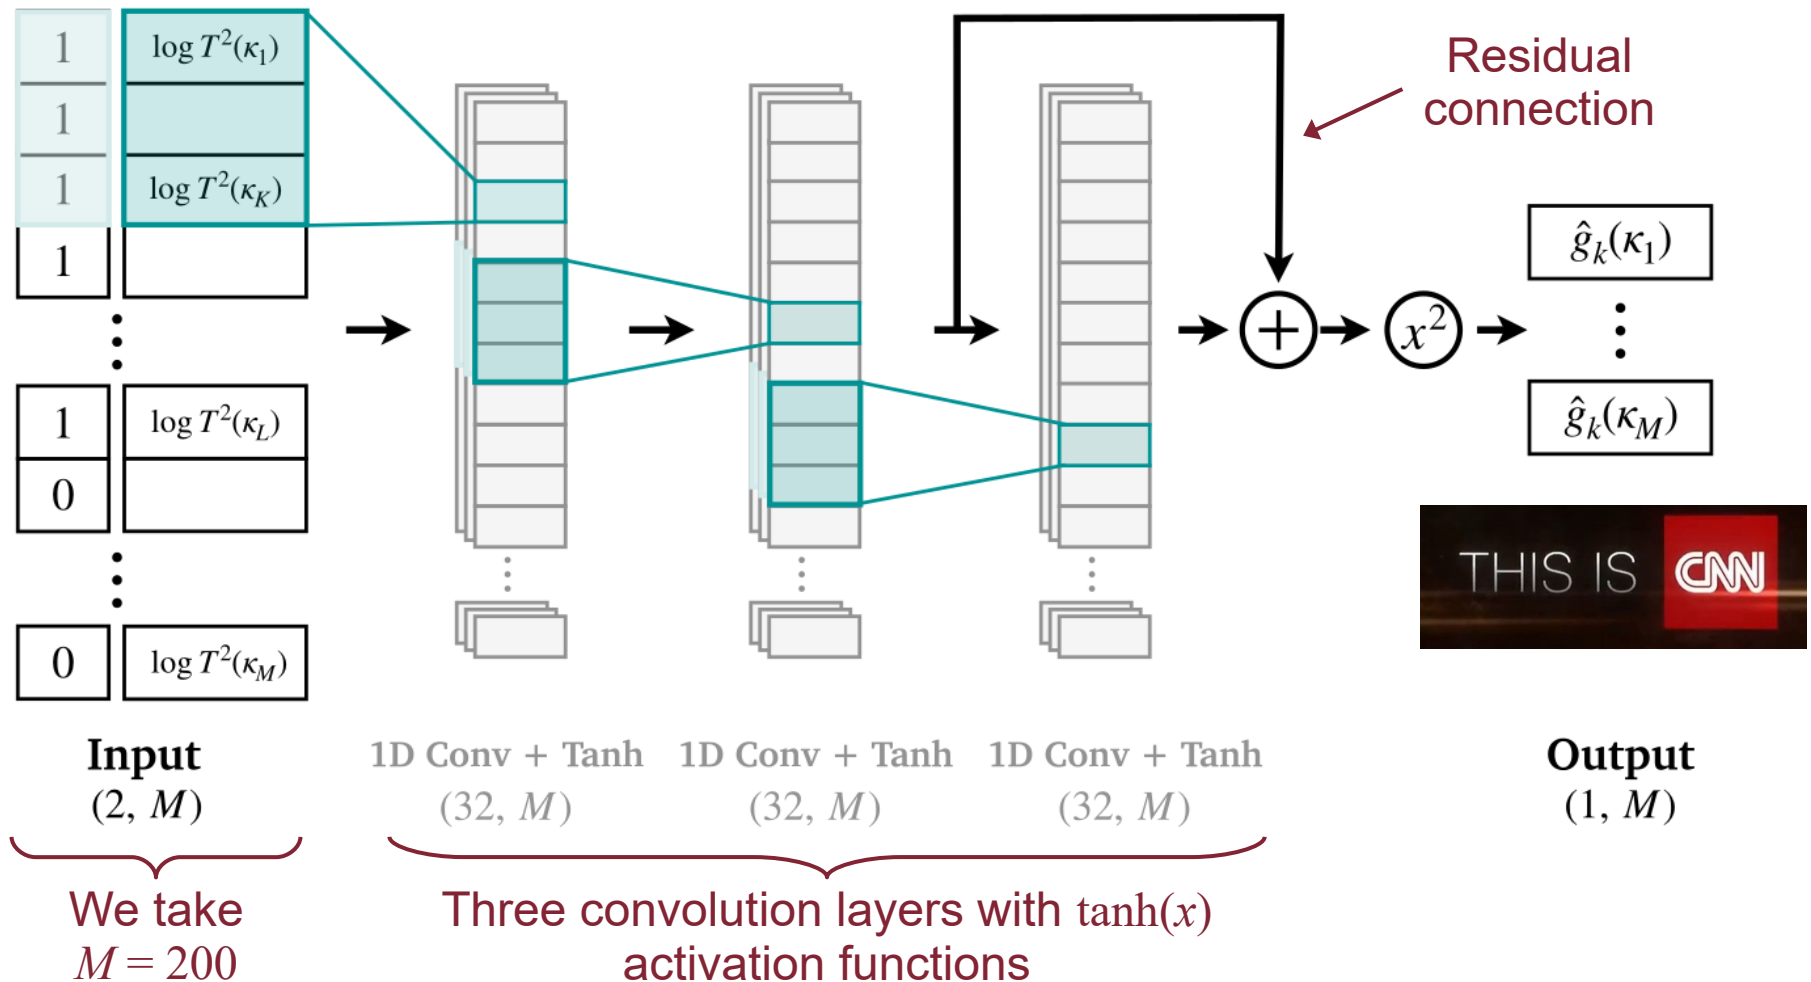 1 log T²(κ₁)
1
1 log T²(κ_K)
1
⋮
1 log T²(κ_L)
0
⋮
0 log T²(κ_M)
Input
(2, M)
We take
M = 200
⋮ ⋮ ⋮
1D Conv + Tanh 1D Conv + Tanh 1D Conv + Tanh
(32, M) (32, M) (32, M)
Three convolution layers with tanh(x)
activation functions
Residual
connection
+
x²
ĝₖ(κ₁)
⋮
ĝₖ(κ_M)
THIS IS CNN
Output
(1, M)